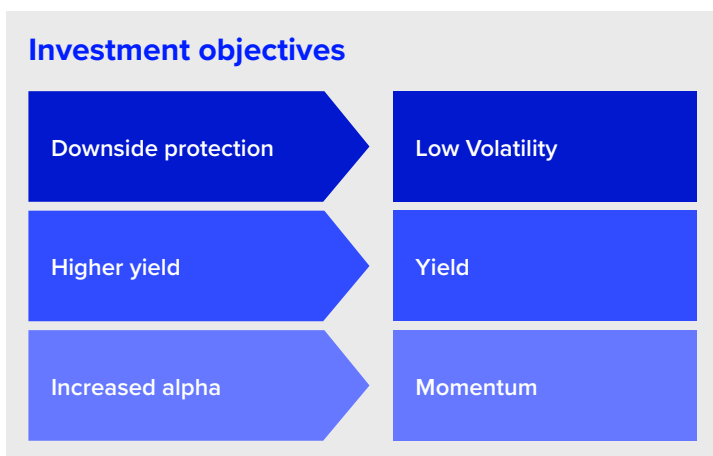 Investment objectives
Downside protection
Low Volatility
Higher yield
Yield
Increased alpha
Momentum